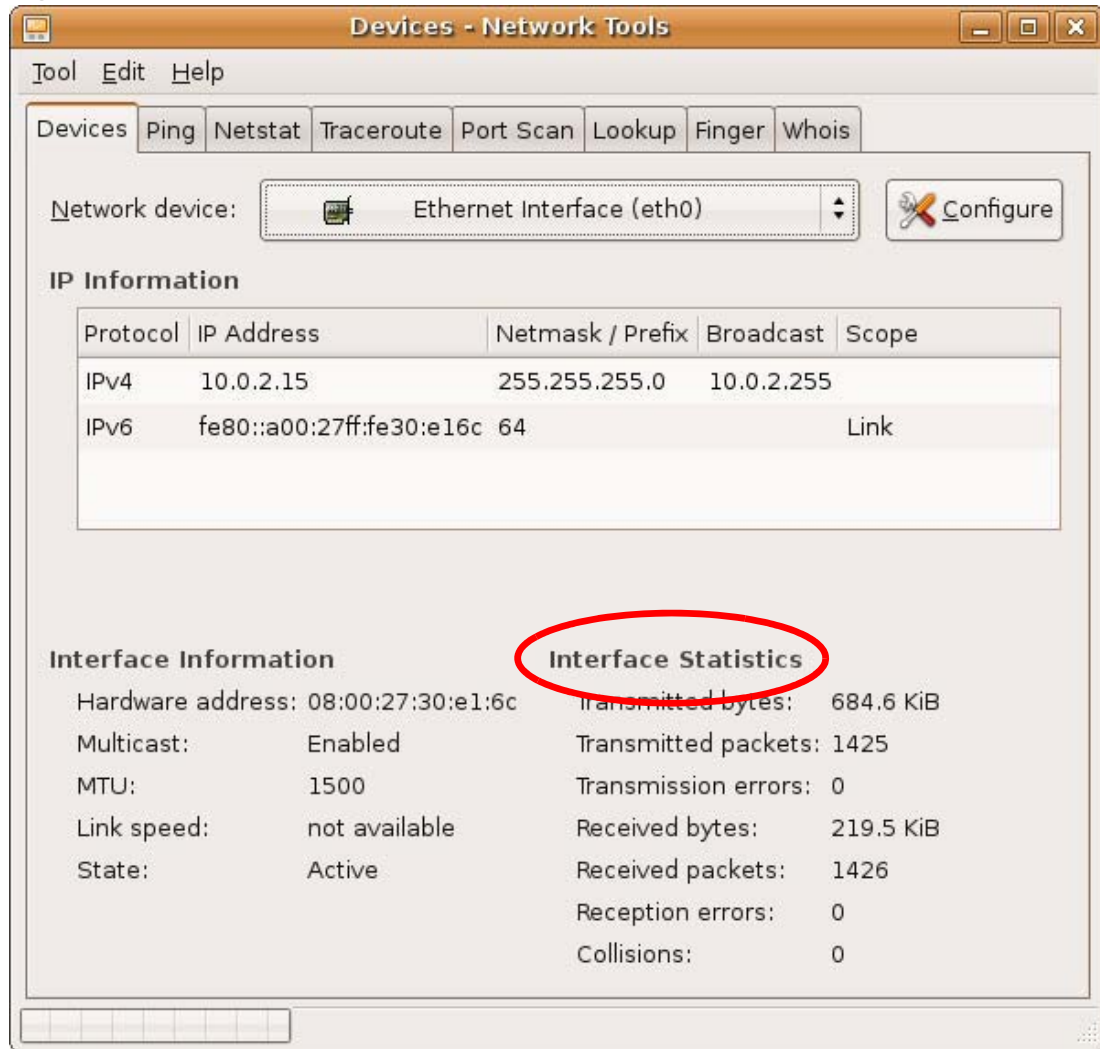 Devices - Network Tools
Tool Edit Help
Devices Ping Netstat Traceroute Port Scan Lookup Finger Whois
Network device: Ethernet Interface (eth0) Configure
IP Information
Protocol IP Address Netmask / Prefix Broadcast Scope
IPv4 10.0.2.15 255.255.255.0 10.0.2.255
IPv6 fe80::a00:27ff:fe30:e16c 64 Link
Interface Information
Hardware address: 08:00:27:30:e1:6c
Multicast: Enabled
MTU: 1500
Link speed: not available
State: Active
Interface Statistics
Transmitted bytes: 684.6 KiB
Transmitted packets: 1425
Transmission errors: 0
Received bytes: 219.5 KiB
Received packets: 1426
Reception errors: 0
Collisions: 0